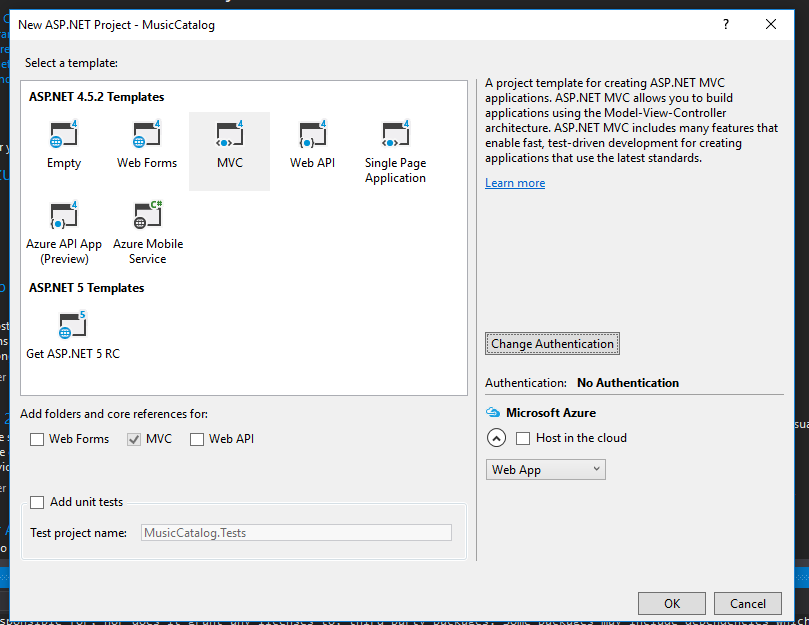 New ASP.NET Project - MusicCatalog
?
Select a template:
ASP.NET 4.5.2 Templates
Empty
Web Forms
MVC
Web API
Single Page
Application
Azure API App
(Preview)
Azure Mobile
Service
ASP.NET 5 Templates
Get ASP.NET 5 RC
A project template for creating ASP.NET MVC
applications. ASP.NET MVC allows you to build
applications using the Model-View-Controller
architecture. ASP.NET MVC includes many features that
enable fast, test-driven development for creating
applications that use the latest standards.
Learn more
Change Authentication
Authentication: No Authentication
Microsoft Azure
Host in the cloud
Web App
Add folders and core references for:
Web Forms
MVC
Web API
Add unit tests
Test project name:
MusicCatalog.Tests
OK
Cancel